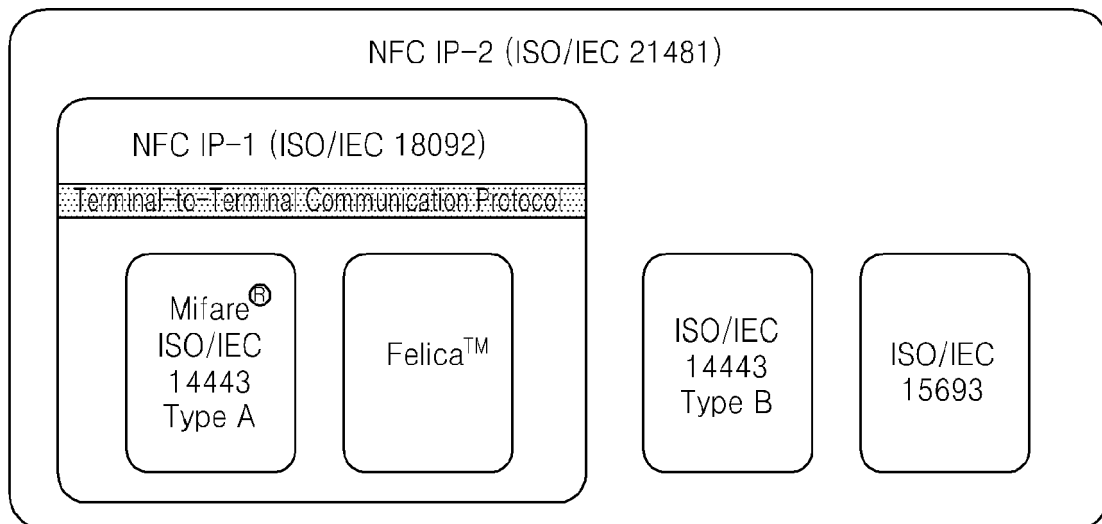 NFC IP-2 (ISO/IEC 21481)
NFC IP-1 (ISO/IEC 18092)
Terminal-to-Terminal Communication Protocol
Mifare®
ISO/IEC
14443
Type A
Felica™
ISO/IEC
14443
Type B
ISO/IEC
15693